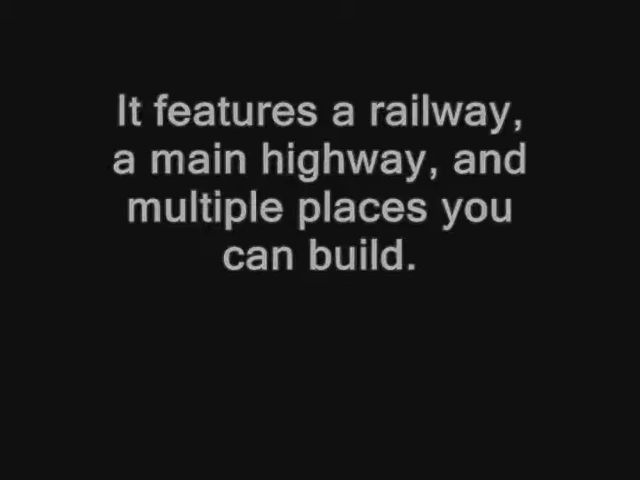 It features a railway,
a main highway, and
multiple places you
can build.